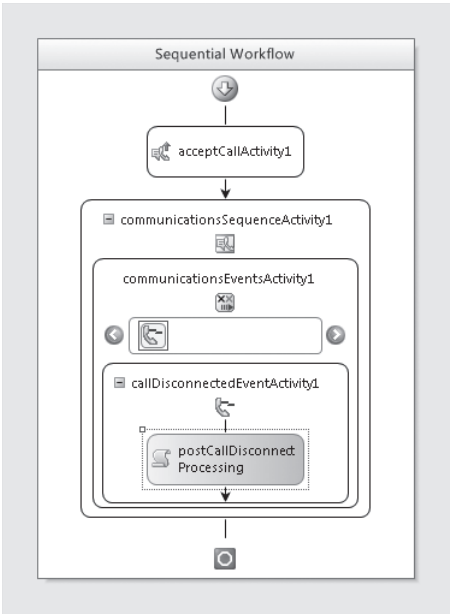 Sequential Workflow
acceptCallActivity1
communicationsSequenceActivity1
communicationsEventsActivity1
callDisconnectedEventActivity1
postCallDisconnect
Processing